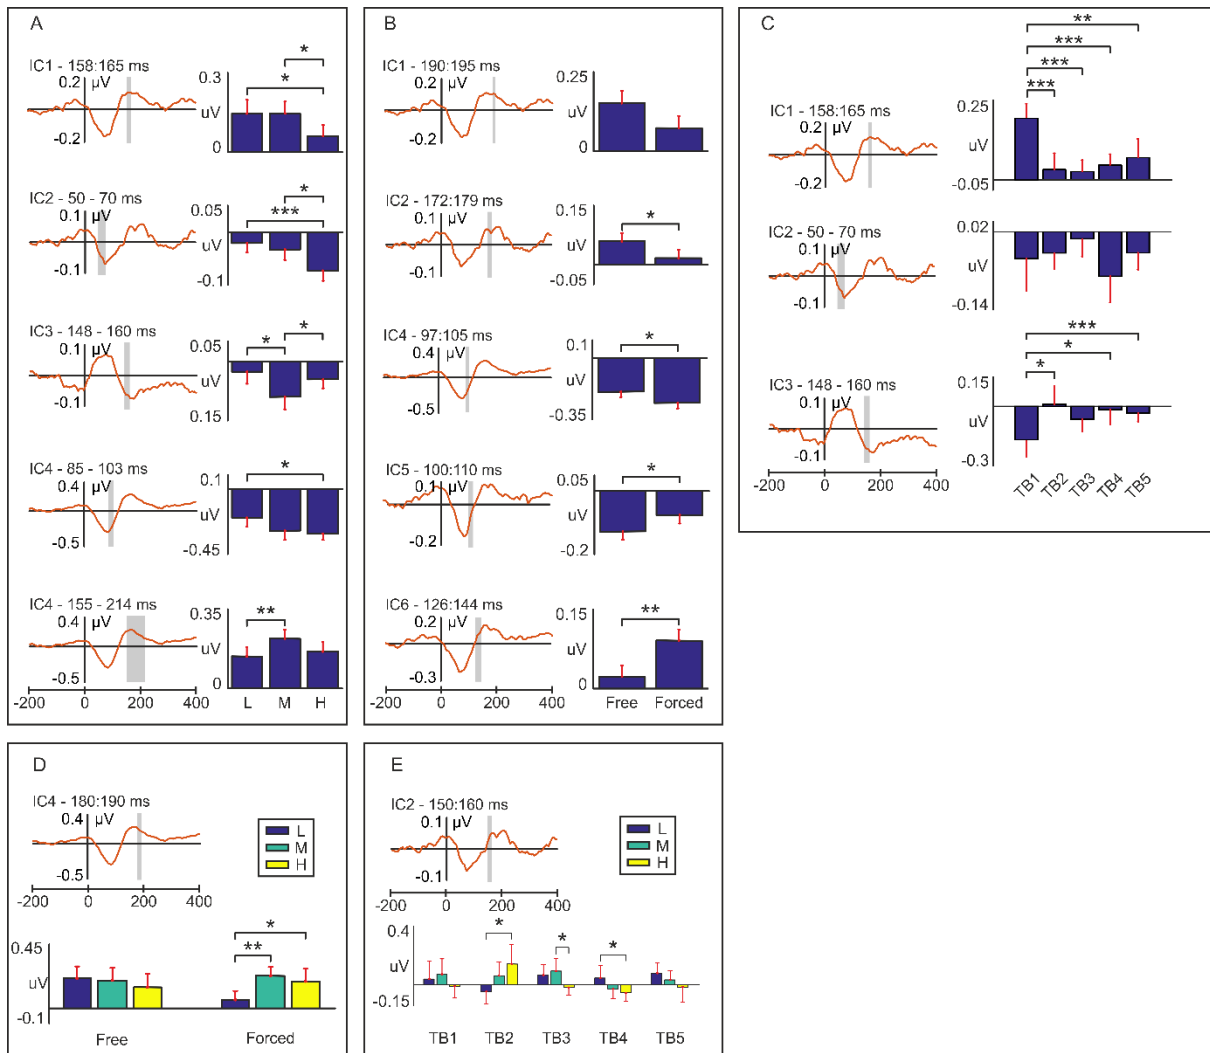 A
IC1 - 158:165 ms
0.2 µV
-0.2
0.3
uV
0
*
*
IC2 - 50 - 70 ms
0.1 µV
-0.1
0.05
uV
-0.1
*
***
IC3 - 148 - 160 ms
0.1 µV
-0.1
0.05
uV
0.15
*
*
IC4 - 85 - 103 ms
0.4 µV
-0.5
0.1
uV
-0.45
*
IC4 - 155 - 214 ms
0.4 µV
-0.5
0.35
uV
0
**
-200 0 200 400
L M H
B
IC1 - 190:195 ms
0.2 µV
-0.2
0.25
uV
0
IC2 - 172:179 ms
0.1 µV
-0.1
0.15
uV
-0.05
*
IC4 - 97:105 ms
0.4 µV
-0.5
0.1
uV
-0.35
*
IC5 - 100:110 ms
0.1 µV
-0.2
0.05
uV
-0.2
*
IC6 - 126:144 ms
0.2 µV
-0.3
0.15
uV
0
**
-200 0 200 400
Free Forced
C
IC1 - 158:165 ms
0.2 µV
-0.2
0.25
uV
-0.05
**
***
***
***
IC2 - 50 - 70 ms
0.1 µV
-0.1
0.02
uV
-0.14
IC3 - 148 - 160 ms
0.1 µV
-0.1
0.15
uV
-0.3
***
*
*
-200 0 200 400
TB1 TB2 TB3 TB4 TB5
D
IC4 - 180:190 ms
0.4 µV
-0.5
-200 0 200 400
L
M
H
0.45
uV
-0.1
*
**
Free Forced
E
IC2 - 150:160 ms
0.1 µV
-0.1
-200 0 200 400
L
M
H
0.4
uV
-0.15
* * *
TB1 TB2 TB3 TB4 TB5